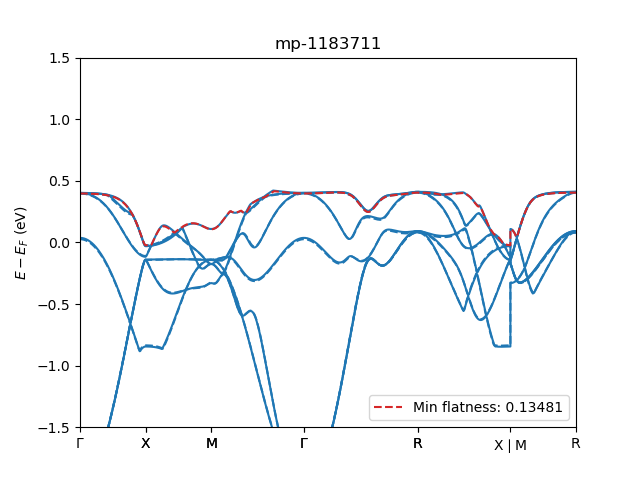 mp-1183711
E − E_F (eV)
1.5
1.0
0.5
0.0
−0.5
−1.0
−1.5
Min flatness: 0.13481
Γ X M Γ R X | M R